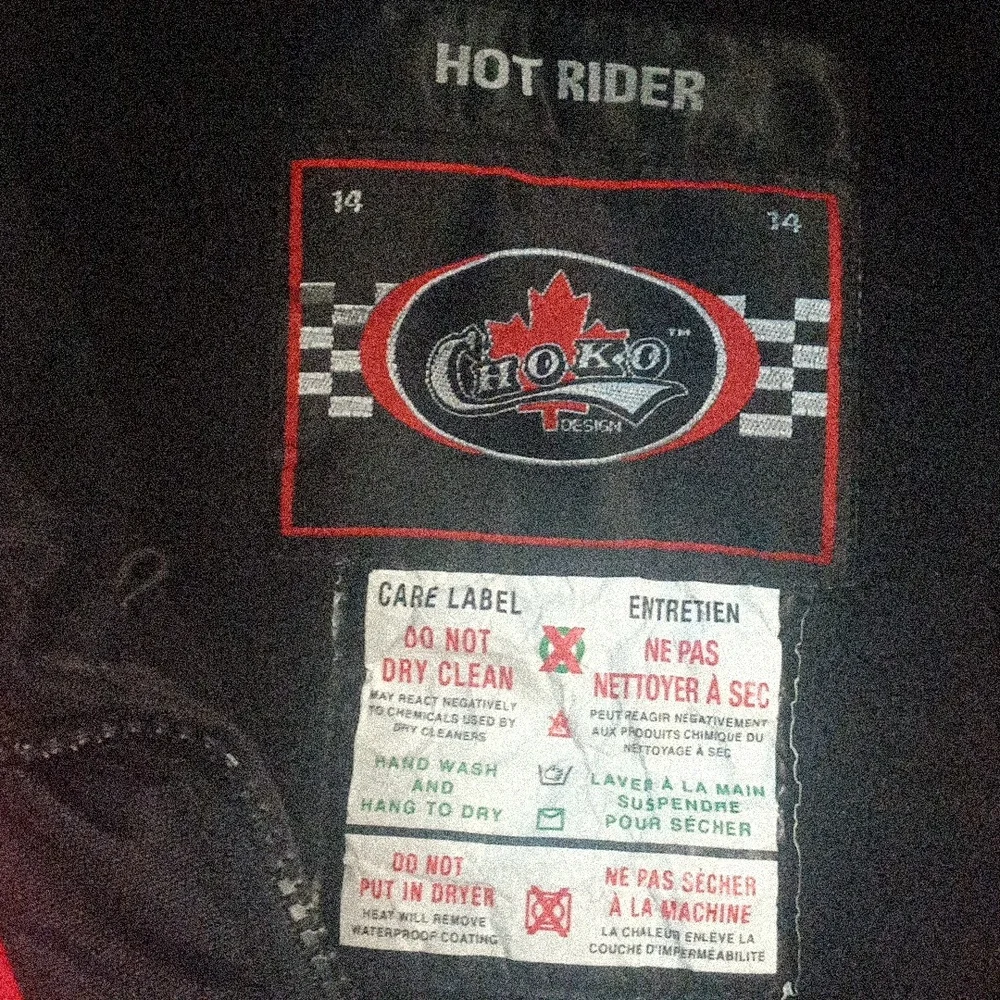 HOT RIDER
14
14
CHOKO™
DESIGN
CARE LABEL
DO NOT
DRY CLEAN
MAY REACT NEGATIVELY
TO CHEMICALS USED BY
DRY CLEANERS
HAND WASH
AND
HANG TO DRY
DO NOT
PUT IN DRYER
HEAT WILL REMOVE
WATERPROOF COATING
ENTRETIEN
NE PAS
NETTOYER À SEC
PEUT REAGIR NEGATIVEMENT
AUX PRODUITS CHIMIQUE DU
NETTOYAGE À SEC
LAVER À LA MAIN
SUSPENDRE
POUR SÉCHER
NE PAS SÉCHER
À LA MACHINE
LA CHALEUR ENLÈVE LA
COUCHE D'IMPERMÉABILITE